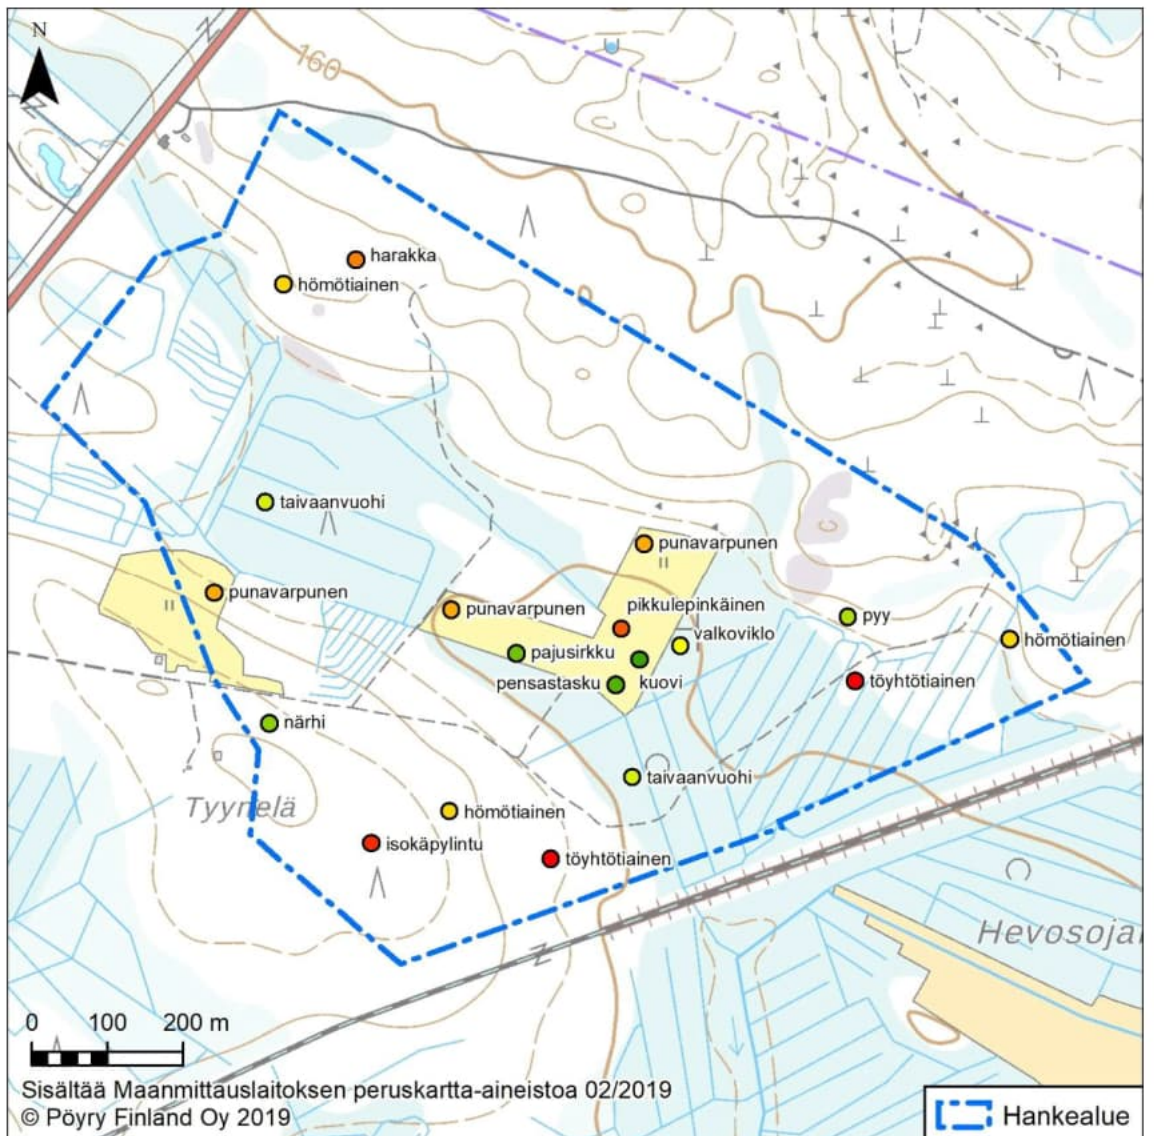 N
160
harakka
hömötiainen
taivaanvuohi
punavarpunen
punavarpunen
punavarpunen
pikkulepinkäinen
valkoviklo
pyy
pajusirkku
hömötiainen
pensastasku
kuovi
töyhtötiainen
närhi
taivaanvuohi
Tyynelä
hömötiainen
isokäpylintu
töyhtötiainen
Hevosoja
0 100 200 m
Sisältää Maanmittauslaitoksen peruskartta-aineistoa 02/2019
© Pöyry Finland Oy 2019
Hankealue